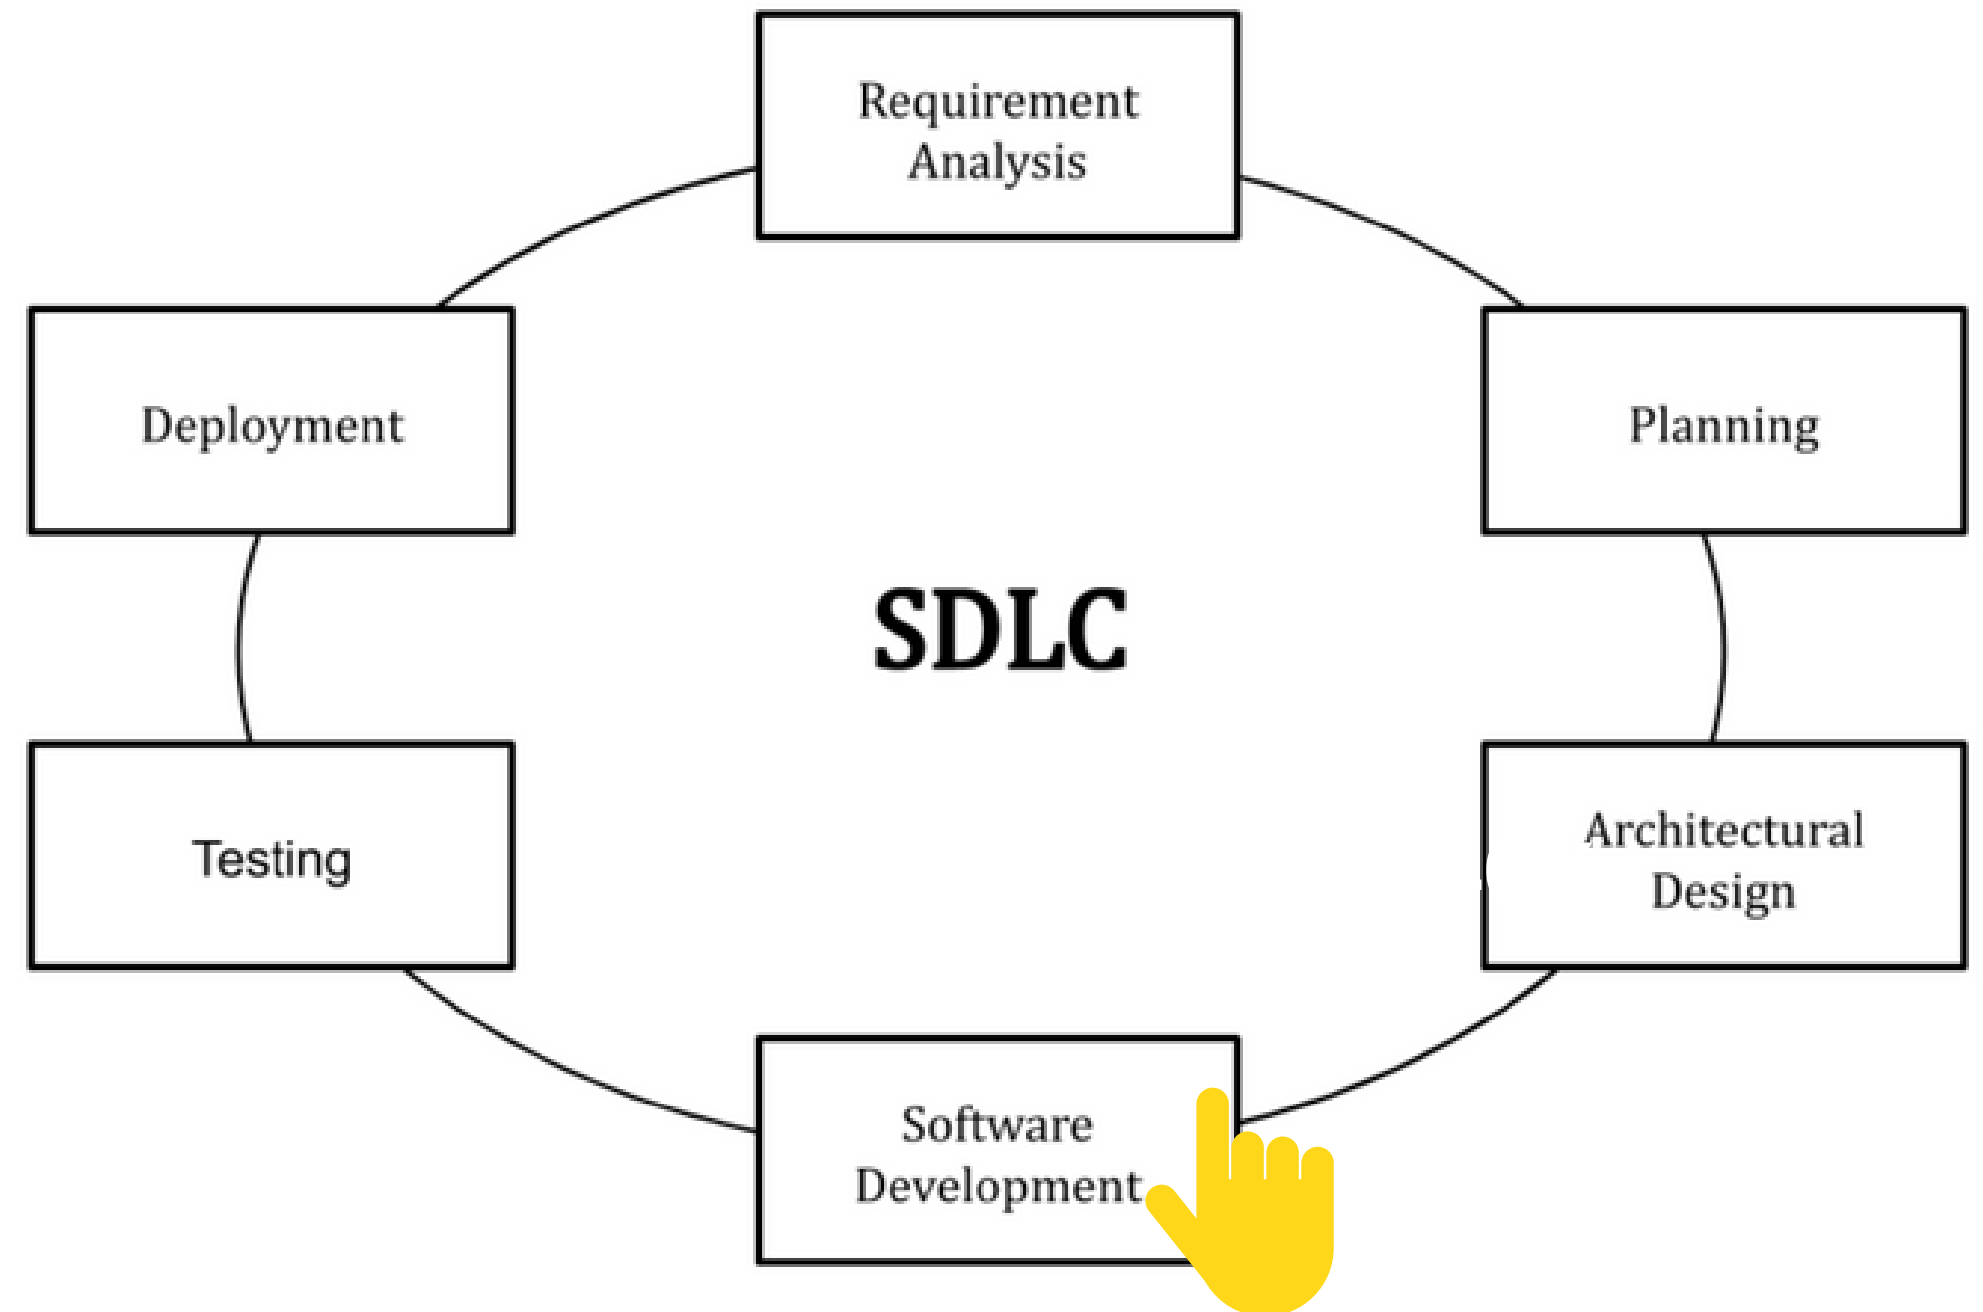 Requirement
Analysis
Deployment
Planning
SDLC
Testing
Architectural
Design
Software
Development